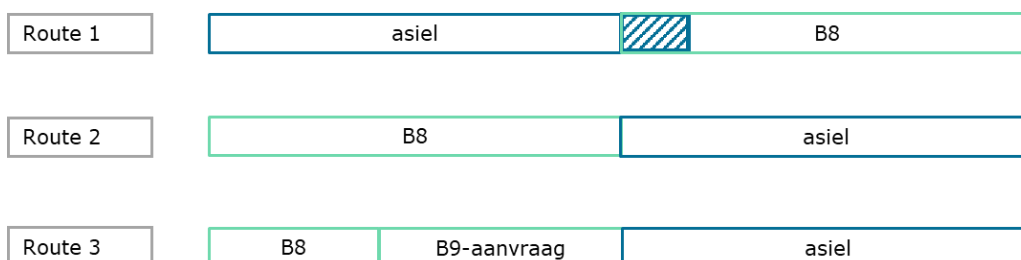 Route 1 asiel B8
Route 2 B8 asiel
Route 3 B8 B9-aanvraag asiel